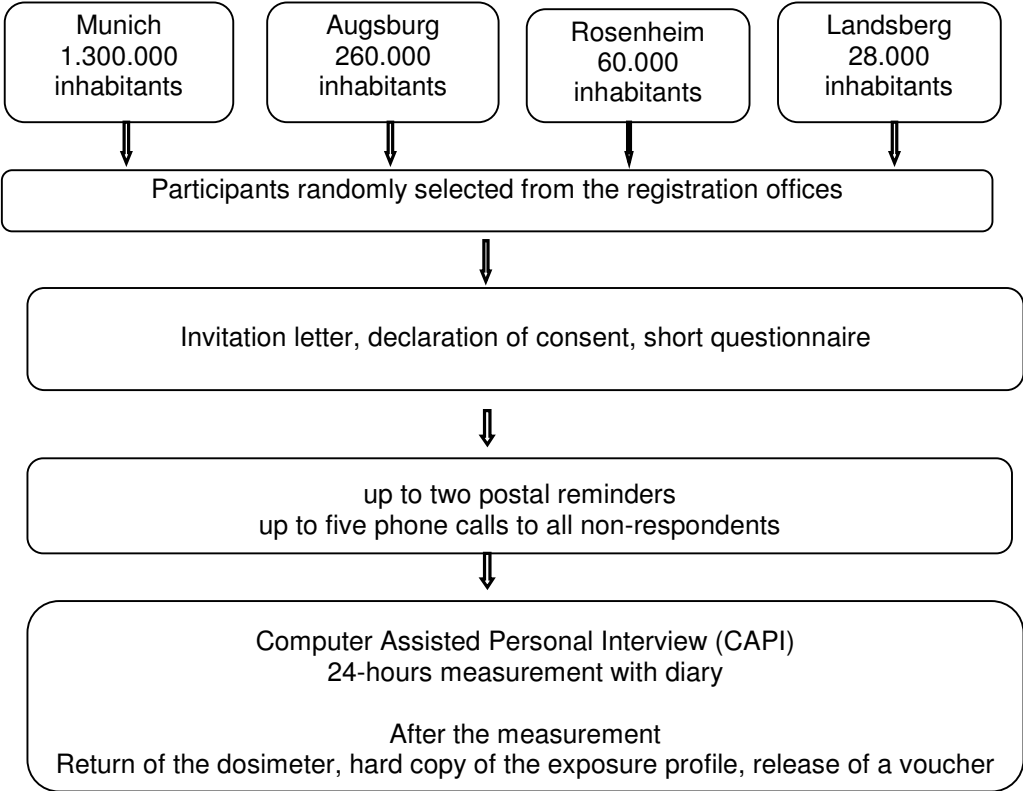 Munich
1.300.000
inhabitants
Augsburg
260.000
inhabitants
Rosenheim
60.000
inhabitants
Landsberg
28.000
inhabitants
Participants randomly selected from the registration offices
Invitation letter, declaration of consent, short questionnaire
up to two postal reminders
up to five phone calls to all non-respondents
Computer Assisted Personal Interview (CAPI)
24-hours measurement with diary
After the measurement
Return of the dosimeter, hard copy of the exposure profile, release of a voucher